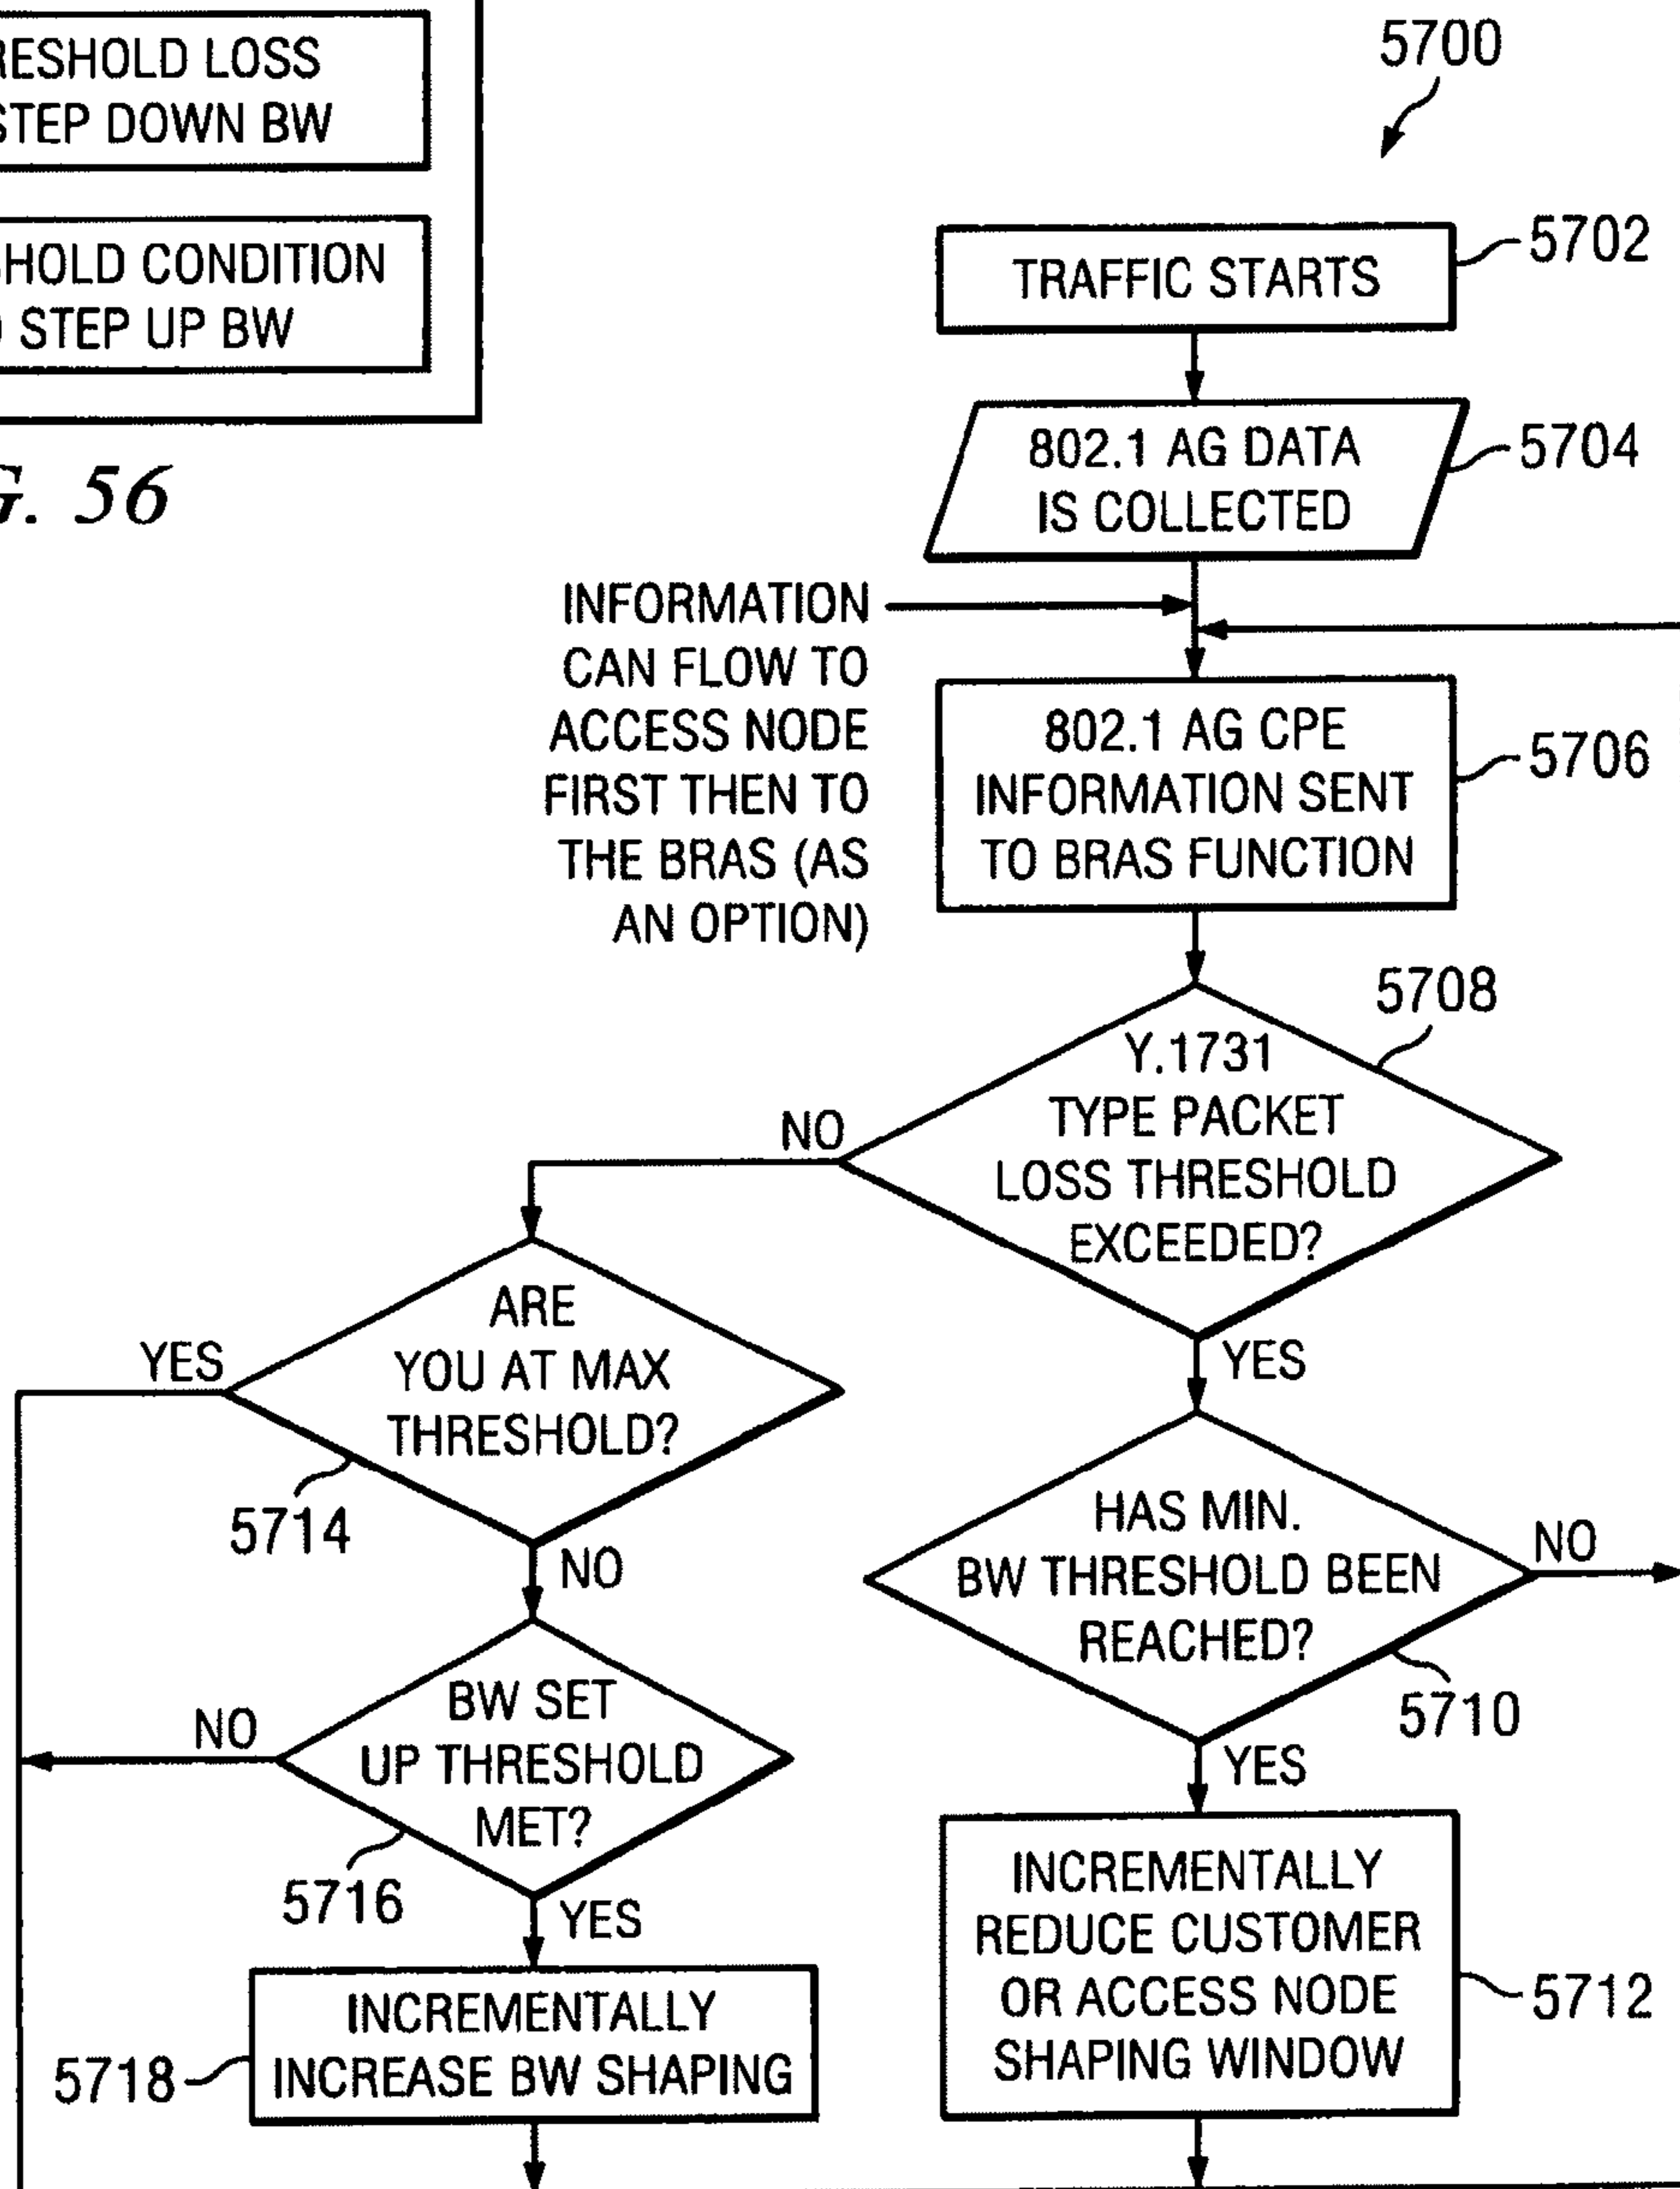 RESHOLD LOSS
STEP DOWN BW
SHOLD CONDITION
STEP UP BW
G. 56
5700
TRAFFIC STARTS
5702
802.1 AG DATA
IS COLLECTED
5704
INFORMATION
CAN FLOW TO
ACCESS NODE
FIRST THEN TO
THE BRAS (AS
AN OPTION)
802.1 AG CPE
INFORMATION SENT
TO BRAS FUNCTION
5706
5708
Y.1731
TYPE PACKET
LOSS THRESHOLD
EXCEEDED?
NO
YES
ARE
YOU AT MAX
THRESHOLD?
YES
5714
NO
HAS MIN.
BW THRESHOLD BEEN
REACHED?
NO
5710
YES
BW SET
UP THRESHOLD
MET?
NO
5716
YES
INCREMENTALLY
REDUCE CUSTOMER
OR ACCESS NODE
SHAPING WINDOW
5712
INCREMENTALLY
INCREASE BW SHAPING
5718